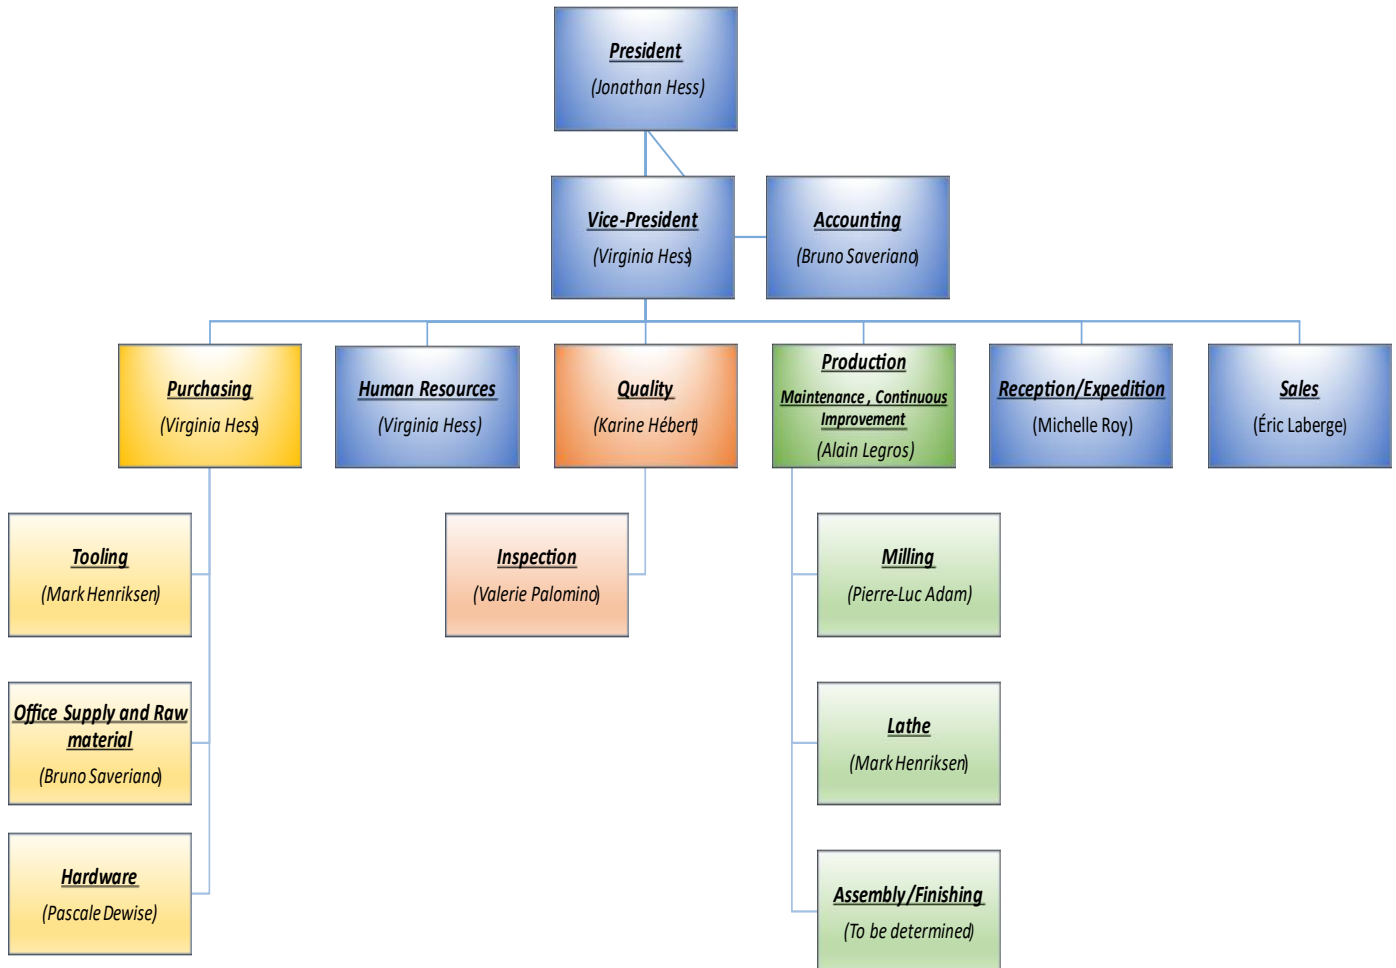 President
(Jonathan Hess)
Vice-President
(Virginia Hess)
Accounting
(Bruno Saveriano)
Purchasing
(Virginia Hess)
Human Resources
(Virginia Hess)
Quality
(Karine Hébert)
Production
Maintenance , Continuous
Improvement
(Alain Legros)
Reception/Expedition
(Michelle Roy)
Sales
(Éric Laberge)
Tooling
(Mark Henriksen)
Inspection
(Valerie Palomino)
Milling
(Pierre-Luc Adam)
Office Supply and Raw
material
(Bruno Saveriano)
Lathe
(Mark Henriksen)
Hardware
(Pascale Dewise)
Assembly/Finishing
(To be determined)